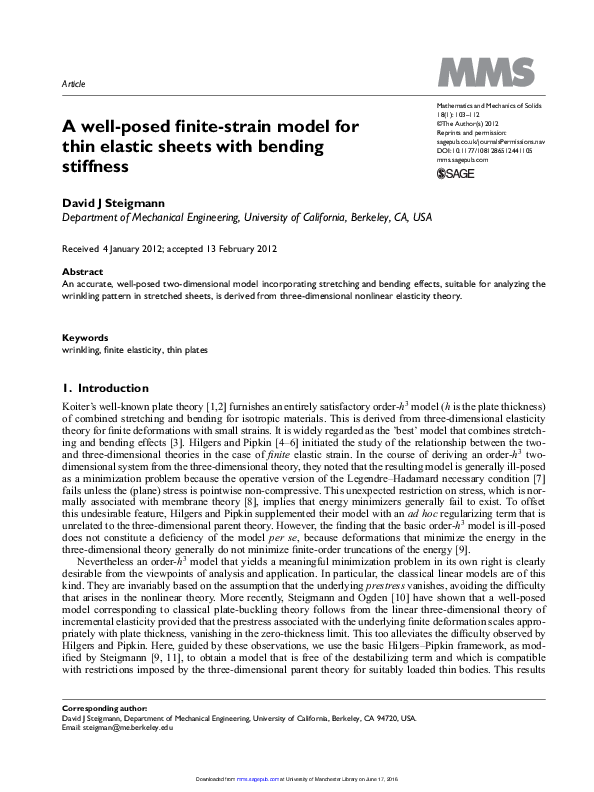 Article
MMS
Mathematics and Mechanics of Solids
18(1): 103–112
©The Author(s) 2012
Reprints and permission:
sagepub.co.uk/journalsPermissions.nav
DOI: 10.1177/1081286512441105
mms.sagepub.com
SAGE
A well-posed finite-strain model for
thin elastic sheets with bending
stiffness
David J Steigmann
Department of Mechanical Engineering, University of California, Berkeley, CA, USA
Received 4 January 2012; accepted 13 February 2012
Abstract
An accurate, well-posed two-dimensional model incorporating stretching and bending effects, suitable for analyzing the
wrinkling pattern in stretched sheets, is derived from three-dimensional nonlinear elasticity theory.
Keywords
wrinkling, finite elasticity, thin plates
1. Introduction
Koiter's well-known plate theory [1,2] furnishes an entirely satisfactory order-h³ model (h is the plate thickness)
of combined stretching and bending for isotropic materials. This is derived from three-dimensional elasticity
theory for finite deformations with small strains. It is widely regarded as the 'best' model that combines stretch-
ing and bending effects [3]. Hilgers and Pipkin [4–6] initiated the study of the relationship between the two-
and three-dimensional theories in the case of finite elastic strain. In the course of deriving an order-h³ two-
dimensional system from the three-dimensional theory, they noted that the resulting model is generally ill-posed
as a minimization problem because the operative version of the Legendre–Hadamard necessary condition [7]
fails unless the (plane) stress is pointwise non-compressive. This unexpected restriction on stress, which is nor-
mally associated with membrane theory [8], implies that energy minimizers generally fail to exist. To offset
this undesirable feature, Hilgers and Pipkin supplemented their model with an ad hoc regularizing term that is
unrelated to the three-dimensional parent theory. However, the finding that the basic order-h³ model is ill-posed
does not constitute a deficiency of the model per se, because deformations that minimize the energy in the
three-dimensional theory generally do not minimize finite-order truncations of the energy [9].
Nevertheless an order-h³ model that yields a meaningful minimization problem in its own right is clearly
desirable from the viewpoints of analysis and application. In particular, the classical linear models are of this
kind. They are invariably based on the assumption that the underlying prestress vanishes, avoiding the difficulty
that arises in the nonlinear theory. More recently, Steigmann and Ogden [10] have shown that a well-posed
model corresponding to classical plate-buckling theory follows from the linear three-dimensional theory of
incremental elasticity provided that the prestress associated with the underlying finite deformation scales appro-
priately with plate thickness, vanishing in the zero-thickness limit. This too alleviates the difficulty observed by
Hilgers and Pipkin. Here, guided by these observations, we use the basic Hilgers–Pipkin framework, as mod-
ified by Steigmann [9, 11], to obtain a model that is free of the destabilizing term and which is compatible
with restrictions imposed by the three-dimensional parent theory for suitably loaded thin bodies. This results
Corresponding author:
David J Steigmann, Department of Mechanical Engineering, University of California, Berkeley, CA 94720, USA.
Email: steigman@me.berkeley.edu
Downloaded from mms.sagepub.com at University of Manchester Library on June 17, 2016